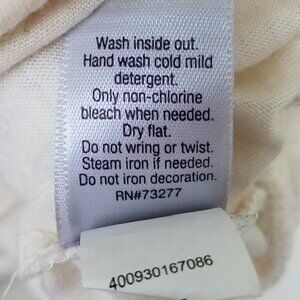 Wash inside out.
Hand wash cold mild
detergent.
Only non-chlorine
bleach when needed.
Dry flat.
Do not wring or twist.
Steam iron if needed.
Do not iron decoration.
RN#73277
400930167086